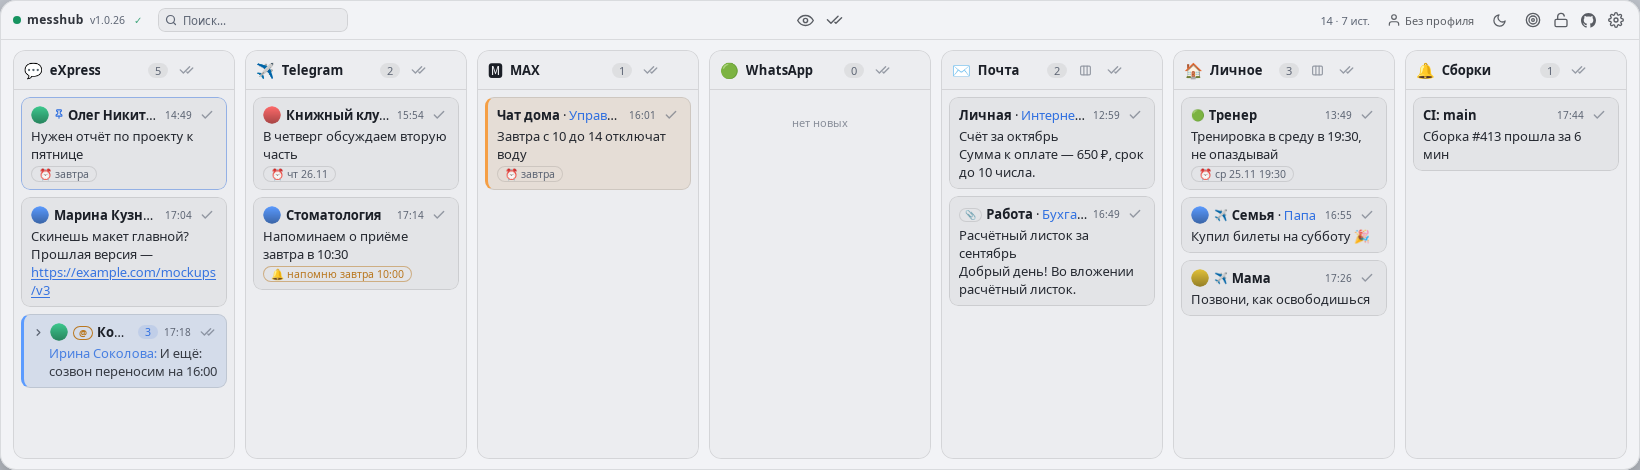 messhub v1.0.26 ✓ Поиск... 14 · 7 ист. Без профиля
eXpress 5
Олег Никит... 14:49
Нужен отчёт по проекту к
пятнице
завтра
Марина Кузн... 17:04
Скинешь макет главной?
Прошлая версия —
https://example.com/mockups
/v3
@ Ко... 3 17:18
Ирина Соколова: И ещё:
созвон переносим на 16:00
Telegram 2
Книжный клу... 15:54
В четверг обсуждаем вторую
часть
чт 26.11
Стоматология 17:14
Напоминаем о приёме
завтра в 10:30
напомню завтра 10:00
M MAX 1
Чат дома · Управ... 16:01
Завтра с 10 до 14 отключат
воду
завтра
WhatsApp 0
нет новых
Почта 2
Личная · Интерне... 12:59
Счёт за октябрь
Сумма к оплате — 650 ₽, срок
до 10 числа.
Работа · Бухга... 16:49
Расчётный листок за
сентябрь
Добрый день! Во вложении
расчётный листок.
Личное 3
Тренер 13:49
Тренировка в среду в 19:30,
не опаздывай
ср 25.11 19:30
Семья · Папа 16:55
Купил билеты на субботу 🎉
Мама 17:26
Позвони, как освободишься
Сборки 1
CI: main 17:44
Сборка #413 прошла за 6
мин